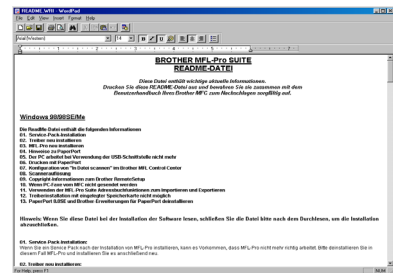 README.WRI - WordPad
File Edit View Insert Format Help
Arial (Western) 14
BROTHER MFL-Pro SUITE
README-DATEI
Diese Datei enthält wichtige aktuelle Informationen.
Drucken Sie diese README-Datei aus und bewahren Sie sie zusammen mit dem
Benutzerhandbuch Ihres Brother-MFC zum Nachschlagen sorgfältig auf.
Windows 98/98SE/Me
Die ReadMe-Datei enthält die folgenden Informationen
01. Service-Pack-Installation
02. Treiber neu installieren
03. MFL-Pro neu installieren
04. Hinweise zu PaperPort
05. Der PC arbeitet bei Verwendung der USB-Schnittstelle nicht mehr
06. Drucken mit PaperPort
07. Konfiguration von "In Datei scannen" im Brother MFL Control Center
08. Scannerauflösung
09. Copyright-Informationen zum Brother RemoteSetup
10. Wenn PC-Faxe vom MFC nicht gesendet werden
11. Verwenden der MFL-Pro Suite Adressbuchfunktionen zum Importieren und Exportieren
12. Treiberinstallation mit eingelegter Speicherkarte nicht möglich
13. PaperPort 8.0SE und Brother-Erweiterungen für PaperPort deinstallieren
Hinweis: Wenn Sie diese Datei bei der Installation der Software lesen, schließen Sie die Datei bitte nach dem Durchlesen, um die Installation
abzuschließen.
01. Service Pack-Installation:
Wenn Sie ein Service Pack nach der Installation von MFL-Pro installieren, kann es vorkommen, dass MFL-Pro nicht mehr richtig arbeitet. Bitte deinstallieren Sie in
diesem Fall MFL-Pro und installieren Sie es anschließend neu.
02. Treiber neu installieren:
For Help, press F1 NUM